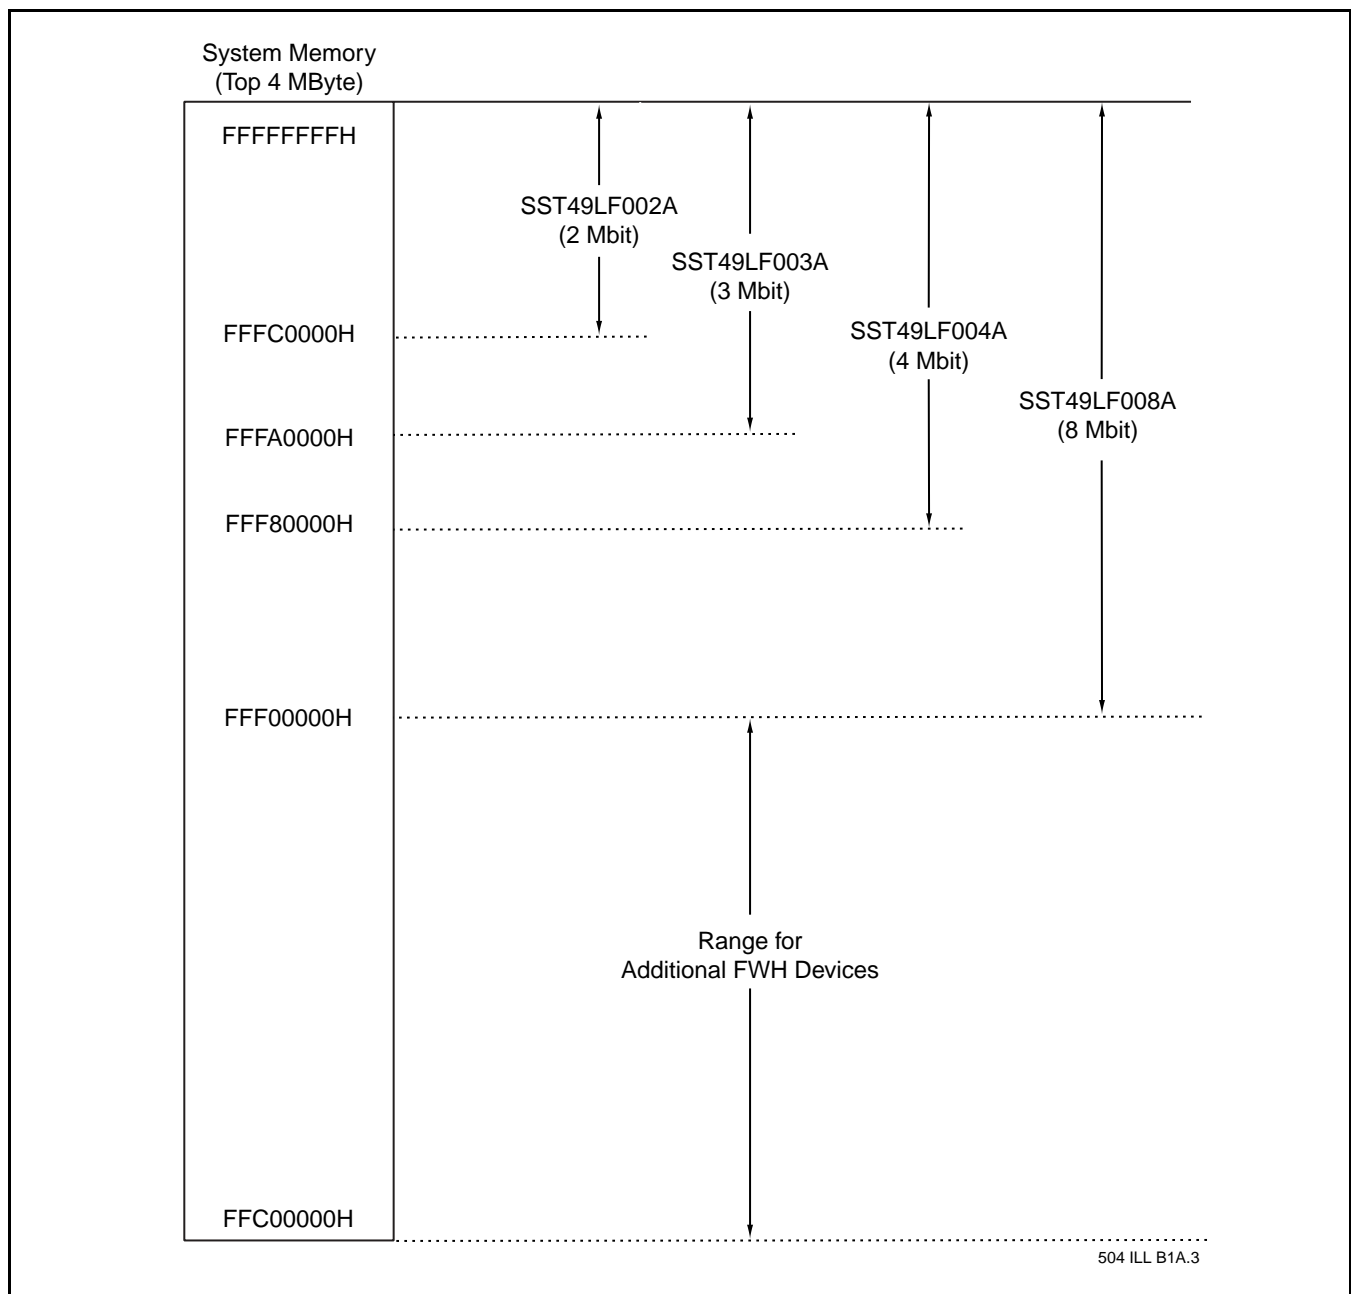 System Memory
(Top 4 MByte)
FFFFFFFFH
SST49LF002A
(2 Mbit)
SST49LF003A
(3 Mbit)
FFFC0000H
SST49LF004A
(4 Mbit)
SST49LF008A
(8 Mbit)
FFFA0000H
FFF80000H
FFF00000H
Range for
Additional FWH Devices
FFC00000H
504 ILL B1A.3